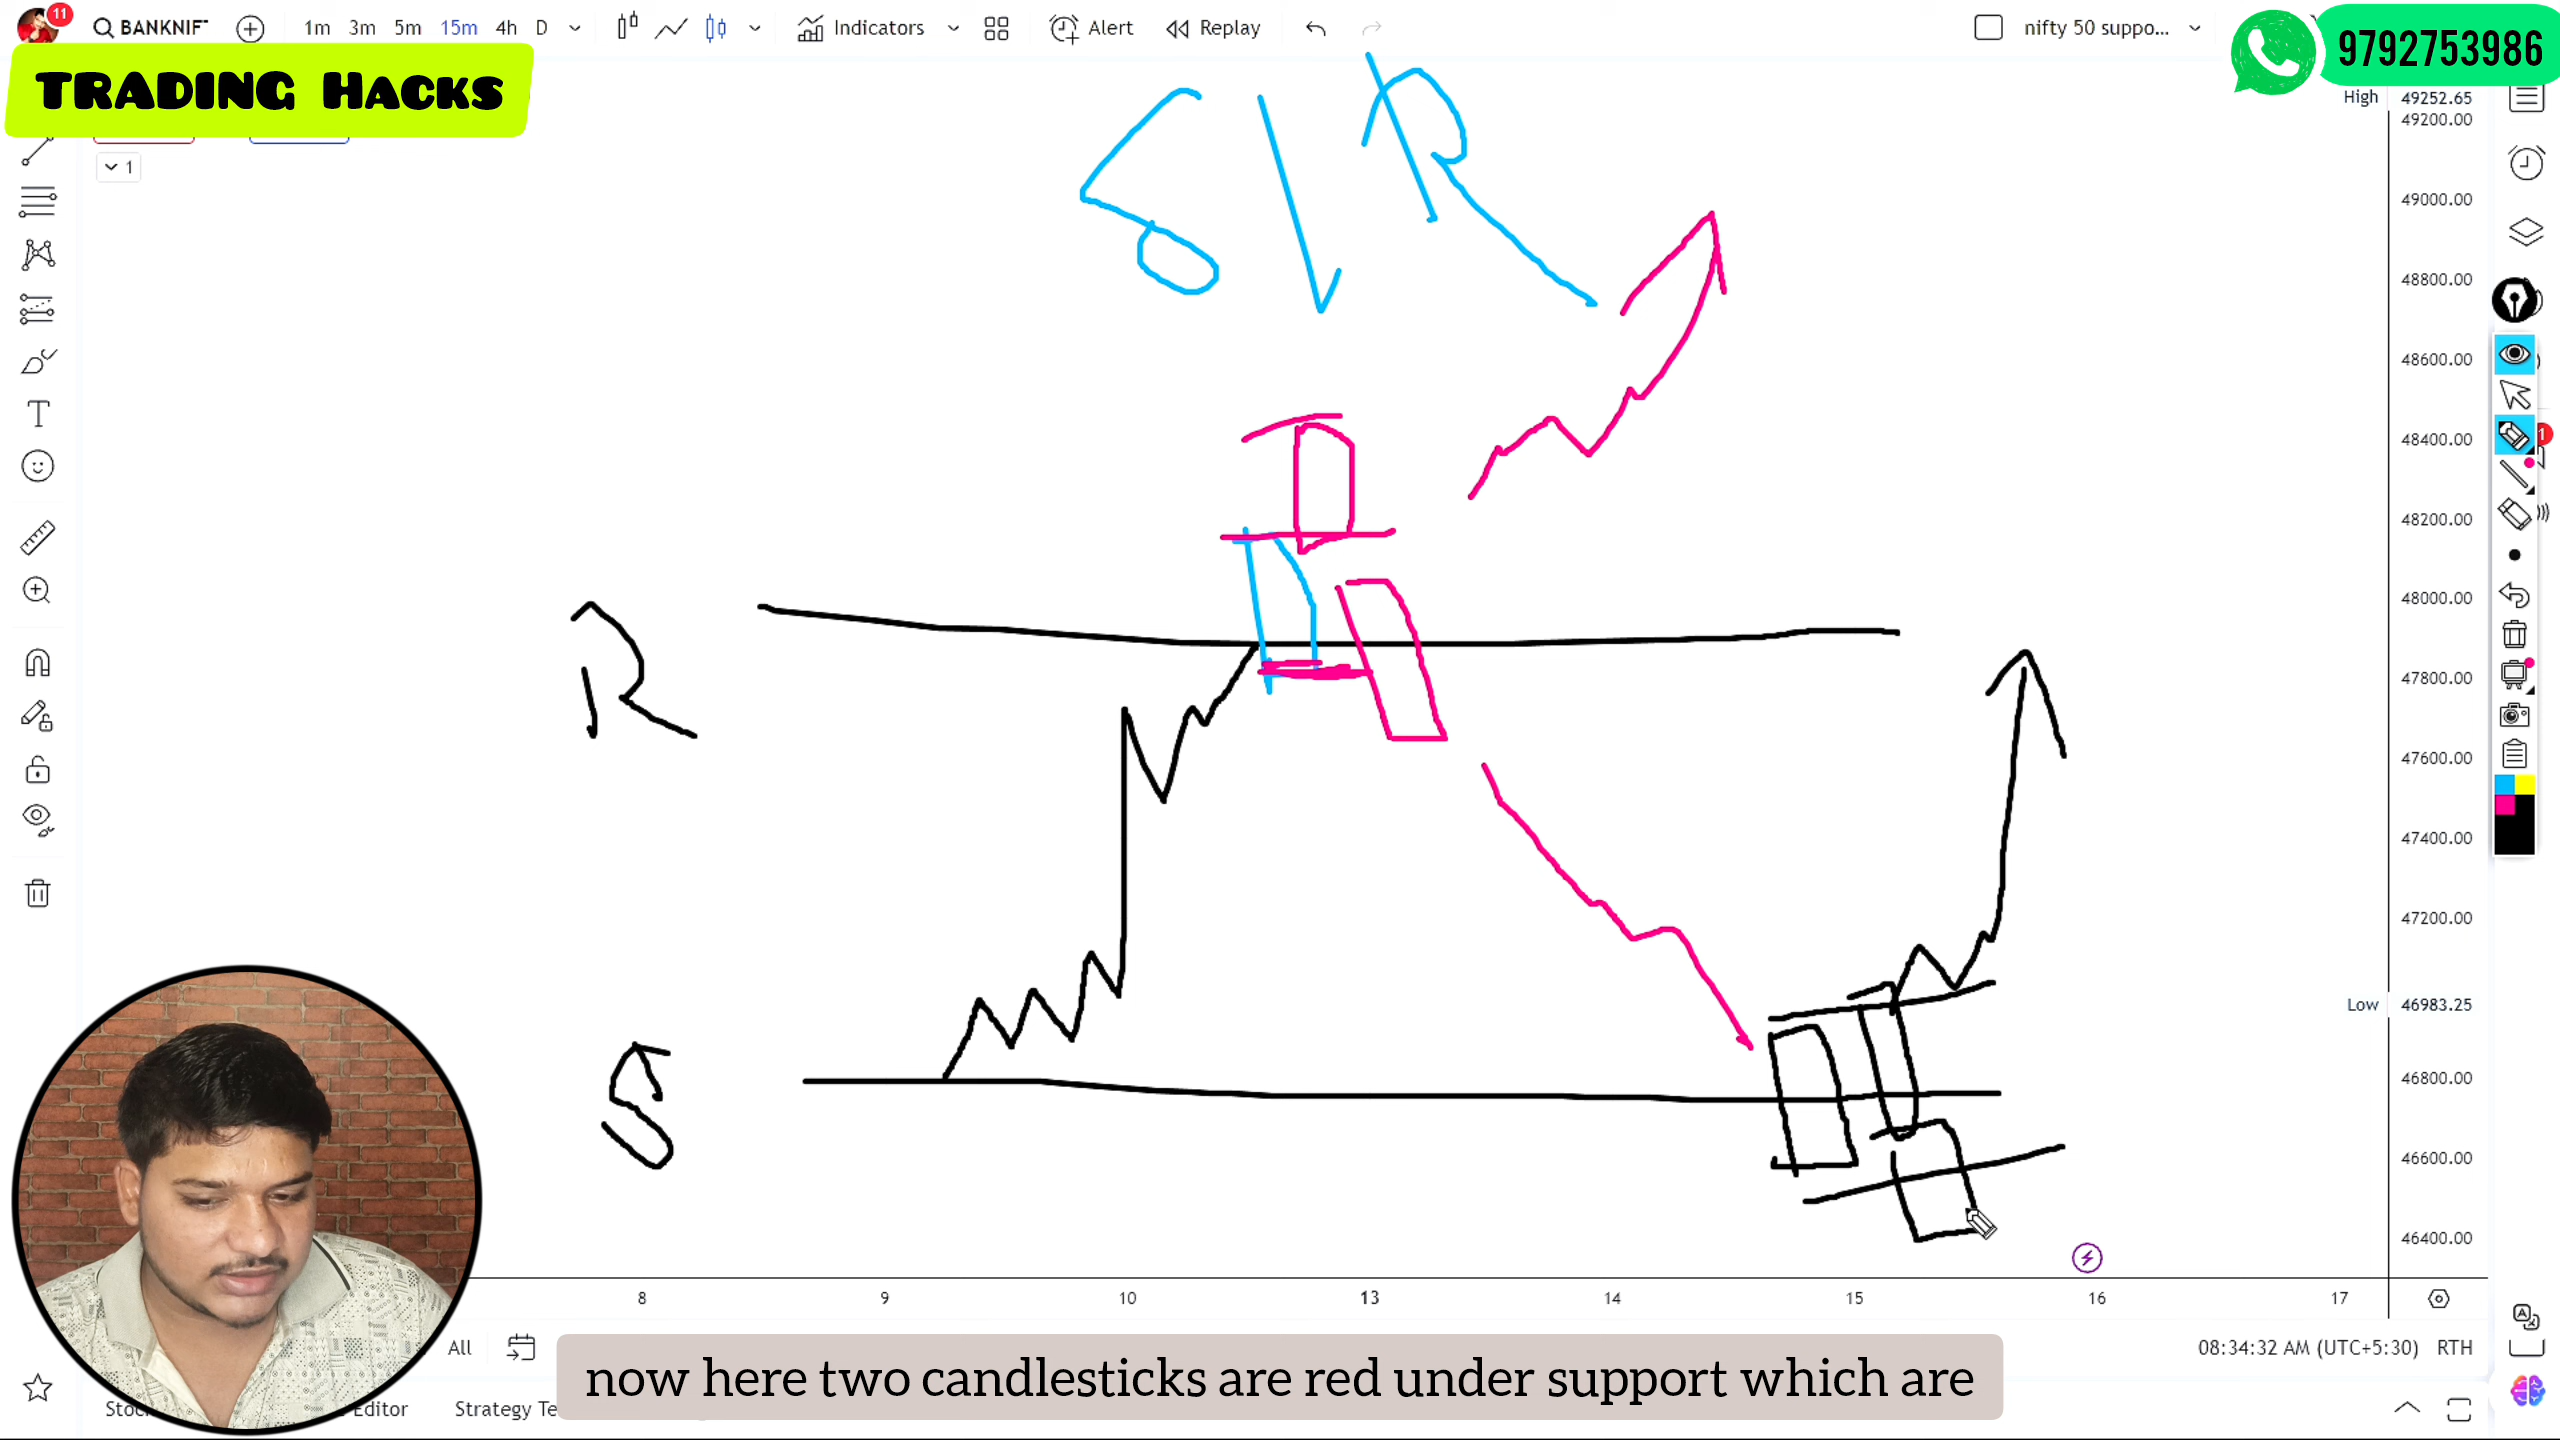 11
BANKNIF
1m 3m 5m 15m 4h D
Indicators
Alert
Replay
nifty 50 suppo...
9792753986
TRADING HACKS
1
S/R
High 49252.65
49200.00
49000.00
48800.00
48600.00
48400.00
1
48200.00
48000.00
R
47800.00
47600.00
47400.00
47200.00
Low 46983.25
46800.00
S
46600.00
46400.00
8 9 10 13 14 15 16 17
All
08:34:32 AM (UTC+5:30) RTH
now here two candlesticks are red under support which are
Editor
Strategy Te